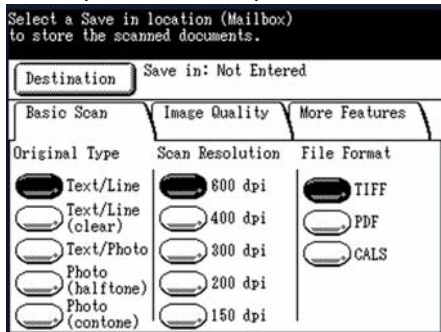 Select a Save in location (Mailbox)
to store the scanned documents.
Destination
Save in: Not Entered
Basic Scan
Image Quality
More Features
Original Type
Scan Resolution
File Format
Text/Line
600 dpi
TIFF
Text/Line
(clear)
400 dpi
PDF
Text/Photo
300 dpi
CALS
Photo
(halftone)
200 dpi
Photo
(contone)
150 dpi